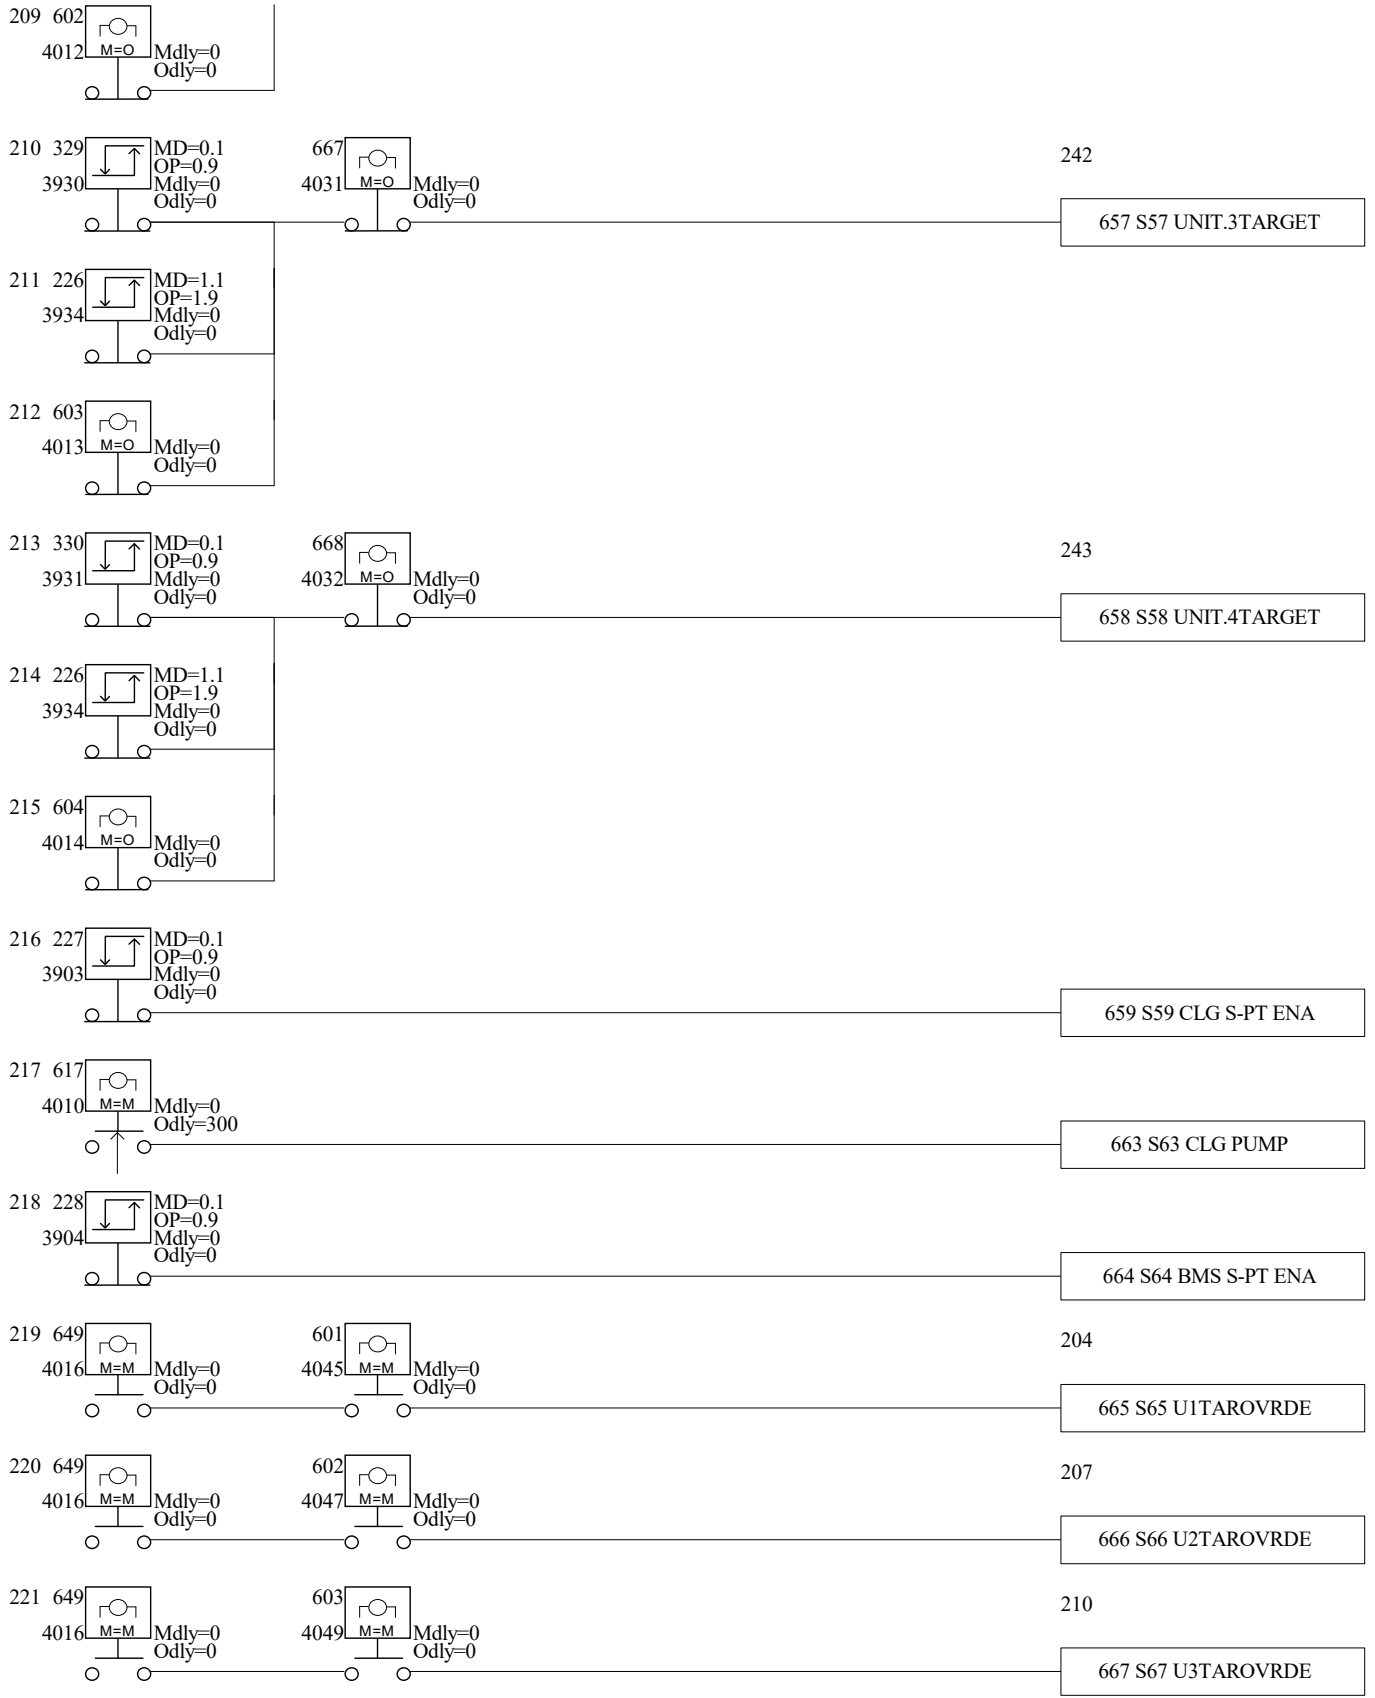 209 602
4012 M=O Mdly=0
Odly=0
210 329 MD=0.1 667 242
OP=0.9
3930 Mdly=0 4031 M=O Mdly=0
Odly=0 Odly=0
657 S57 UNIT.3TARGET
211 226 MD=1.1
OP=1.9
3934 Mdly=0
Odly=0
212 603
4013 M=O Mdly=0
Odly=0
213 330 MD=0.1 668 243
OP=0.9
3931 Mdly=0 4032 M=O Mdly=0
Odly=0 Odly=0
658 S58 UNIT.4TARGET
214 226 MD=1.1
OP=1.9
3934 Mdly=0
Odly=0
215 604
4014 M=O Mdly=0
Odly=0
216 227 MD=0.1
OP=0.9
3903 Mdly=0
Odly=0
659 S59 CLG S-PT ENA
217 617
4010 M=M Mdly=0
Odly=300
663 S63 CLG PUMP
218 228 MD=0.1
OP=0.9
3904 Mdly=0
Odly=0
664 S64 BMS S-PT ENA
219 649 601 204
4016 M=M Mdly=0 4045 M=M Mdly=0
Odly=0 Odly=0
665 S65 U1TAROVRDE
220 649 602 207
4016 M=M Mdly=0 4047 M=M Mdly=0
Odly=0 Odly=0
666 S66 U2TAROVRDE
221 649 603 210
4016 M=M Mdly=0 4049 M=M Mdly=0
Odly=0 Odly=0
667 S67 U3TAROVRDE